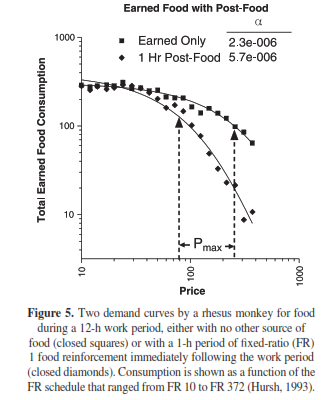 Earned Food with Post-Food
α
Earned Only 2.3e-006
1 Hr Post-Food 5.7e-006
Total Earned Food Consumption
1000
100
10
Pmax
10
100
1000
Price
Figure 5. Two demand curves by a rhesus monkey for food
during a 12-h work period, either with no other source of
food (closed squares) or with a 1-h period of fixed-ratio (FR)
1 food reinforcement immediately following the work period
(closed diamonds). Consumption is shown as a function of the
FR schedule that ranged from FR 10 to FR 372 (Hursh, 1993).